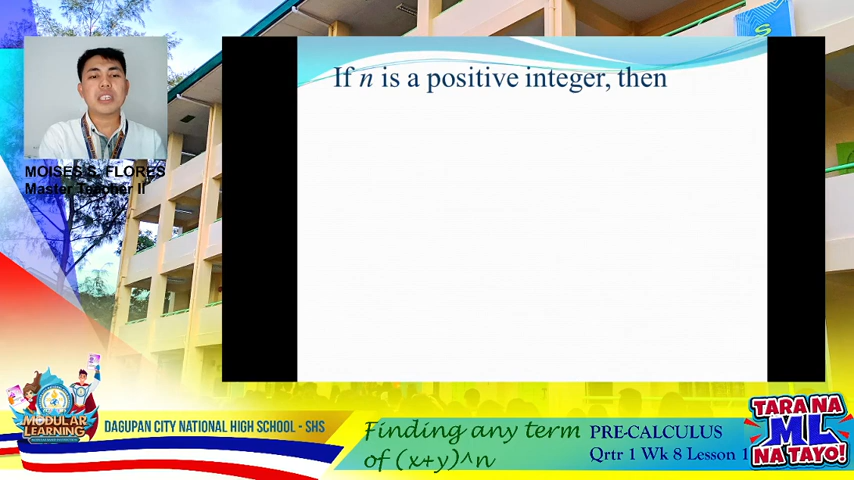 If n is a positive integer, then
MOISES S. FLORES
Master Teacher II
MODULAR
LEARNING
DAGUPAN CITY NATIONAL HIGH SCHOOL - SHS
Finding any term
of (x+y)^n
PRE-CALCULUS
Qrtr 1 Wk 8 Lesson 1
TARA NA
ML
NA TAYO!